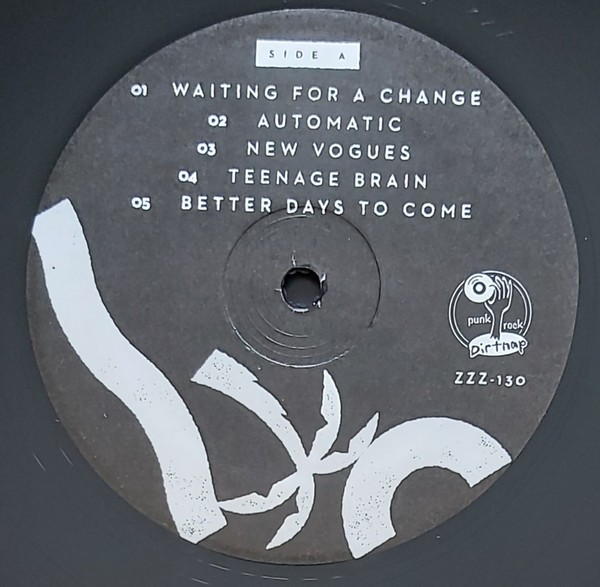 SIDE A
01 WAITING FOR A CHANGE
02 AUTOMATIC
03 NEW VOGUES
04 TEENAGE BRAIN
05 BETTER DAYS TO COME
punk rock
Dirtnap
ZZZ-130